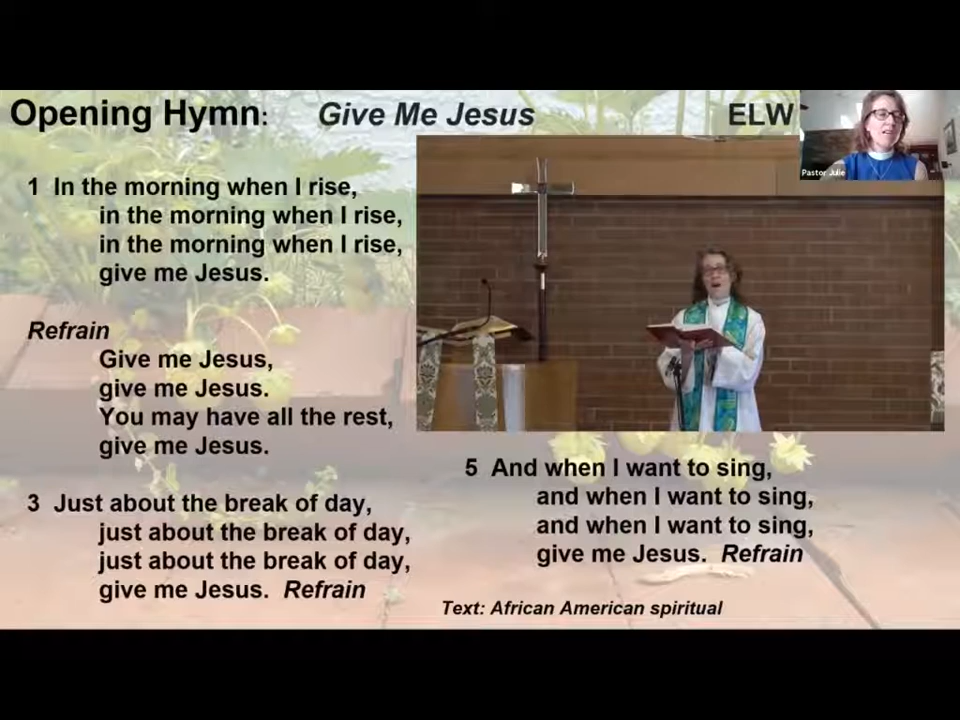 Opening Hymn: Give Me Jesus ELW
Pastor Julie
1 In the morning when I rise,
in the morning when I rise,
in the morning when I rise,
give me Jesus.
Refrain
Give me Jesus,
give me Jesus.
You may have all the rest,
give me Jesus.
3 Just about the break of day,
just about the break of day,
just about the break of day,
give me Jesus. Refrain
5 And when I want to sing,
and when I want to sing,
and when I want to sing,
give me Jesus. Refrain
Text: African American spiritual